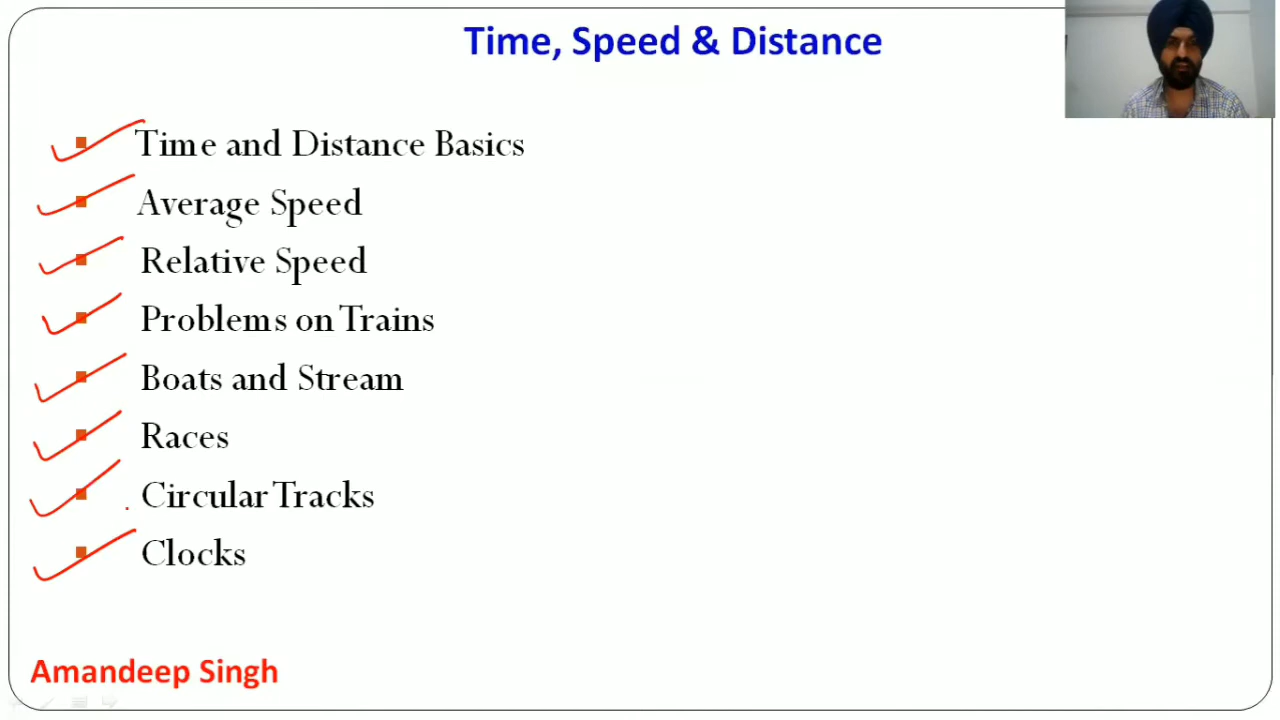 Time, Speed & Distance
Time and Distance Basics
Average Speed
Relative Speed
Problems on Trains
Boats and Stream
Races
Circular Tracks
Clocks
Amandeep Singh